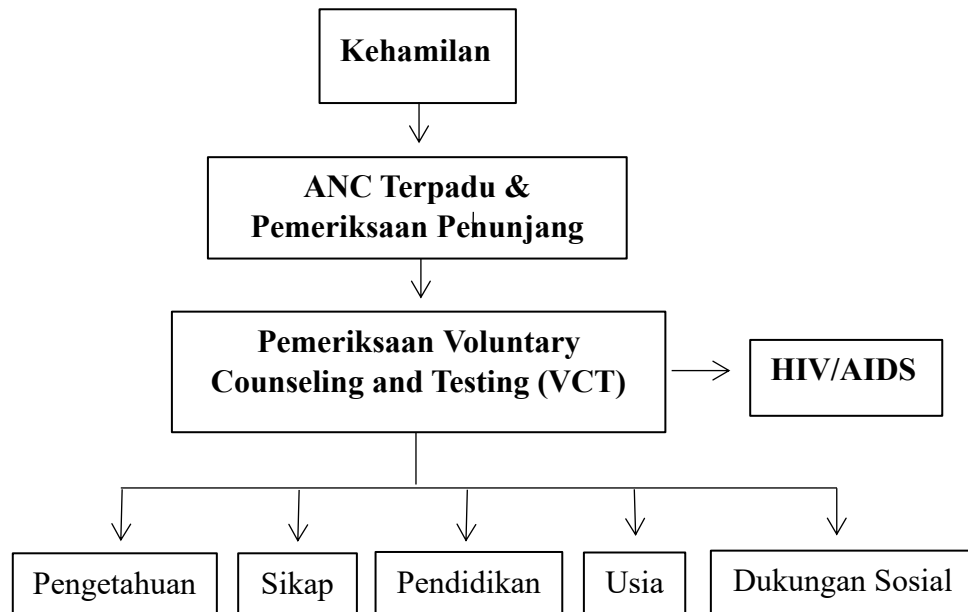 Kehamilan
ANC Terpadu &
Pemeriksaan Penunjang
Pemeriksaan Voluntary
Counseling and Testing (VCT)
HIV/AIDS
Pengetahuan
Sikap
Pendidikan
Usia
Dukungan Sosial